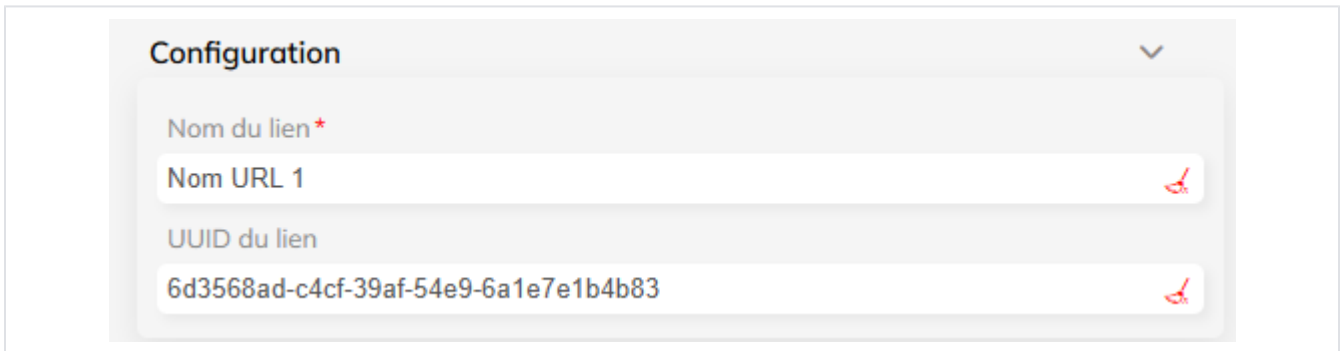 Configuration
Nom du lien*
Nom URL 1
UUID du lien
6d3568ad-c4cf-39af-54e9-6a1e7e1b4b83